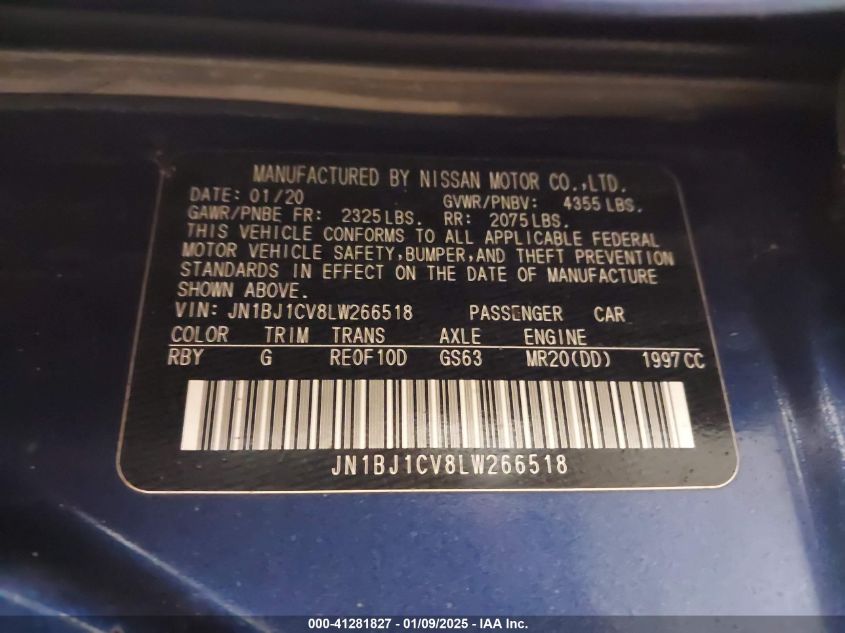 MANUFACTURED BY NISSAN MOTOR CO.,LTD.
DATE: 01/20 GVWR/PNBV: 4355 LBS.
GAWR/PNBE FR: 2325 LBS. RR: 2075 LBS.
THIS VEHICLE CONFORMS TO ALL APPLICABLE FEDERAL
MOTOR VEHICLE SAFETY, BUMPER, AND THEFT PREVENTION
STANDARDS IN EFFECT ON THE DATE OF MANUFACTURE
SHOWN ABOVE.
VIN: JN1BJ1CV8LW266518 PASSENGER CAR
COLOR TRIM TRANS AXLE ENGINE
RBY G RE0F10D GS63 MR20(DD) 1997CC
JN1BJ1CV8LW266518
000-41281827 | 01/09/2025 - IAA Inc.